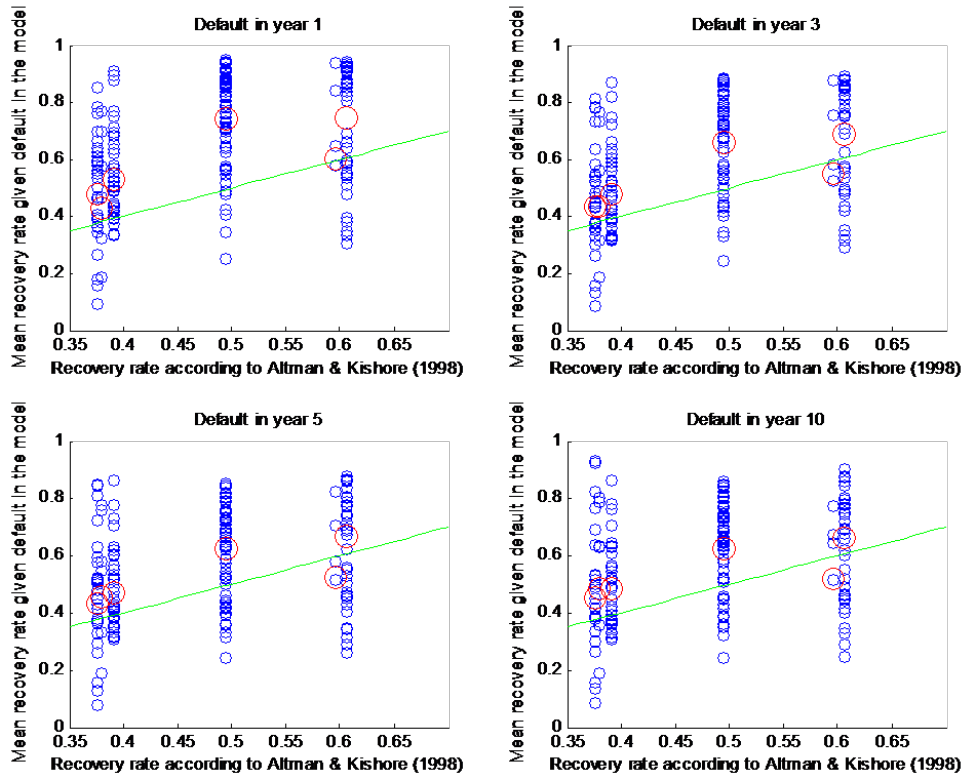 Default in year 1
Mean recovery rate given default in the model
1
0.8
0.6
0.4
0.2
0
0.35 0.4 0.45 0.5 0.55 0.6 0.65
Recovery rate according to Altman & Kishore (1998)
Default in year 3
Mean recovery rate given default in the model
1
0.8
0.6
0.4
0.2
0
0.35 0.4 0.45 0.5 0.55 0.6 0.65
Recovery rate according to Altman & Kishore (1998)
Default in year 5
Mean recovery rate given default in the model
1
0.8
0.6
0.4
0.2
0
0.35 0.4 0.45 0.5 0.55 0.6 0.65
Recovery rate according to Altman & Kishore (1998)
Default in year 10
Mean recovery rate given default in the model
1
0.8
0.6
0.4
0.2
0
0.35 0.4 0.45 0.5 0.55 0.6 0.65
Recovery rate according to Altman & Kishore (1998)